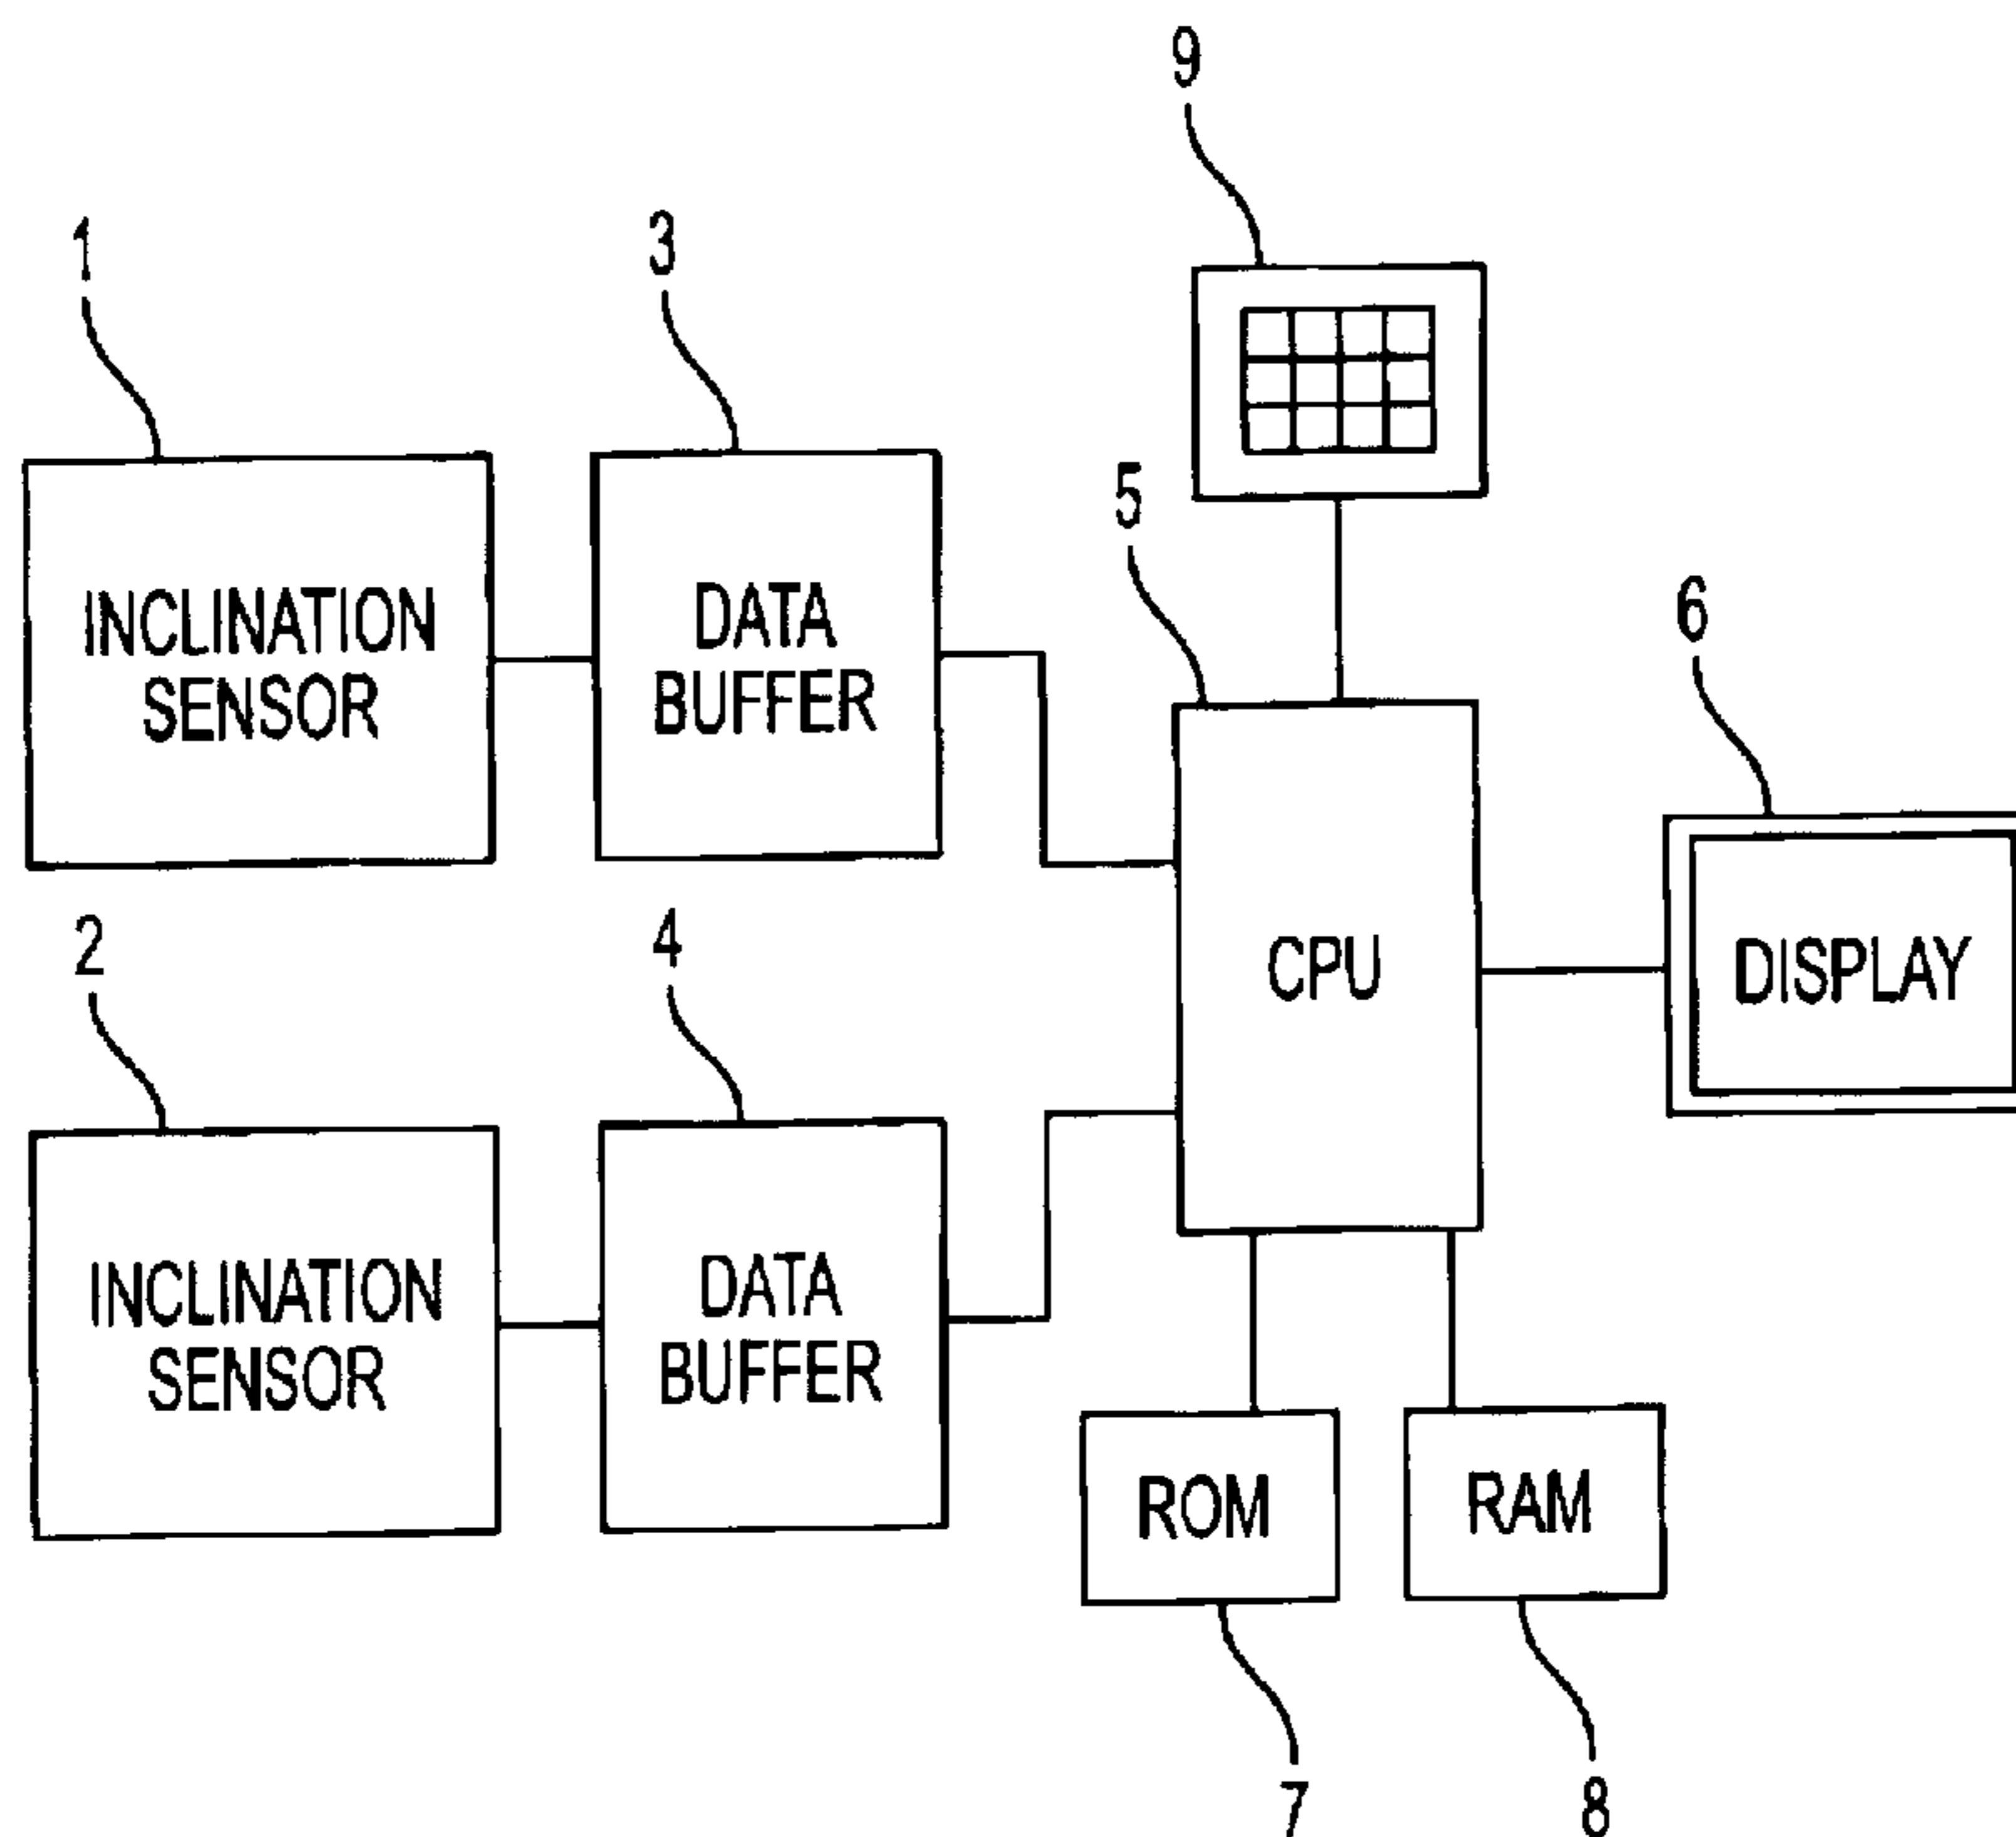 9
1
3
5
INCLINATION
SENSOR
DATA
BUFFER
6
2
4
CPU
DISPLAY
INCLINATION
SENSOR
DATA
BUFFER
ROM
RAM
7
8